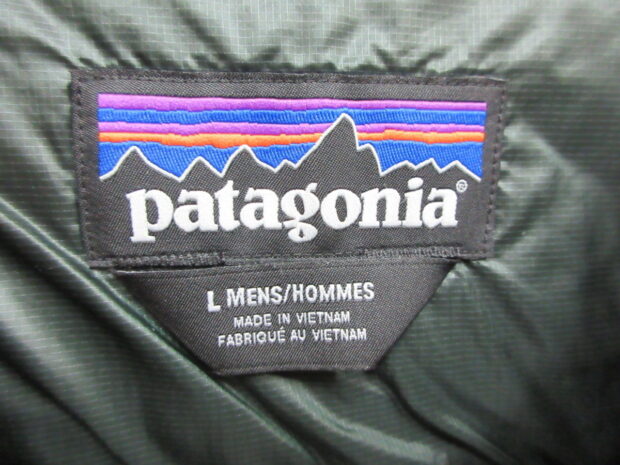 patagonia®
L MENS/HOMMES
MADE IN VIETNAM
FABRIQUÉ AU VIETNAM